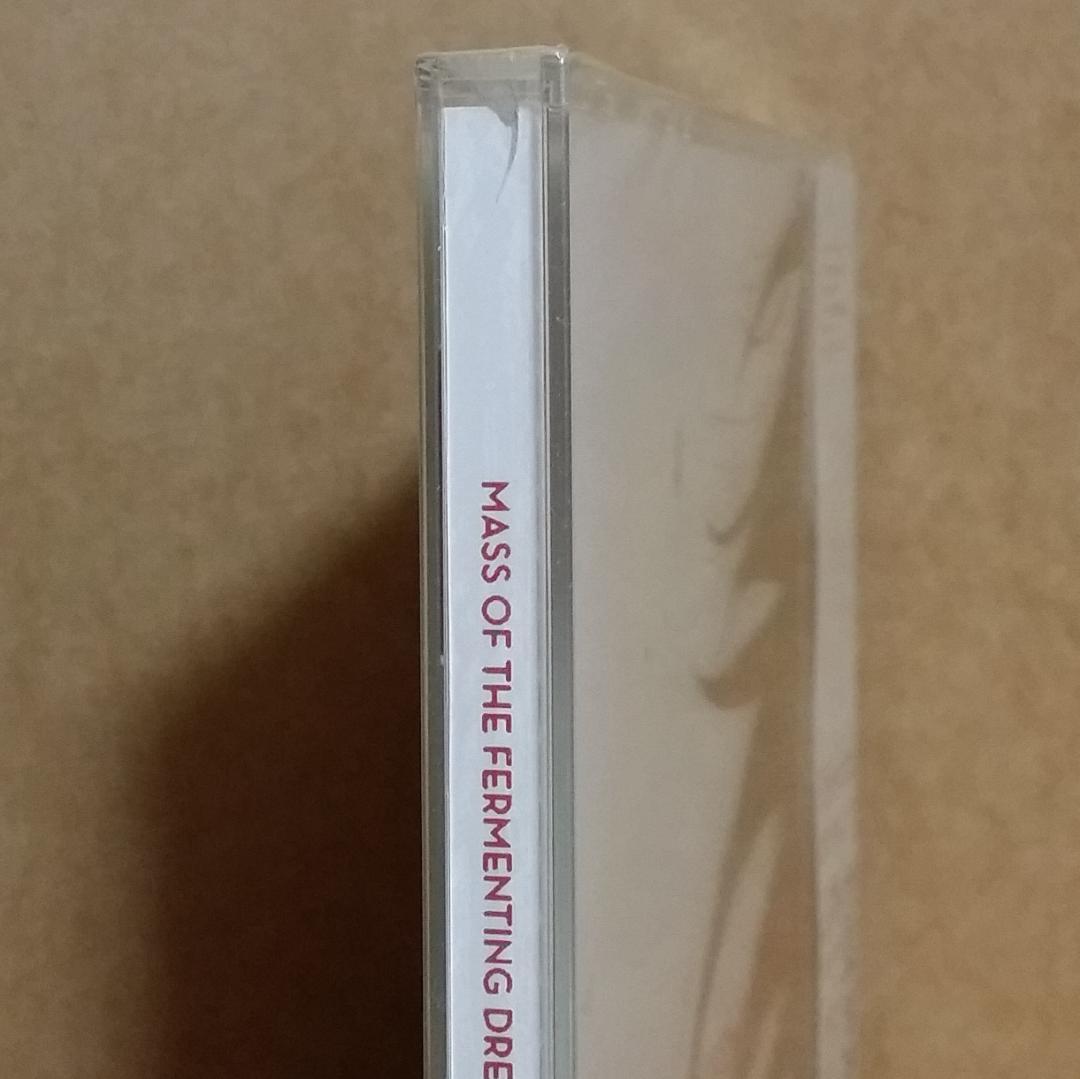 MASS OF THE FERMENTING DRE